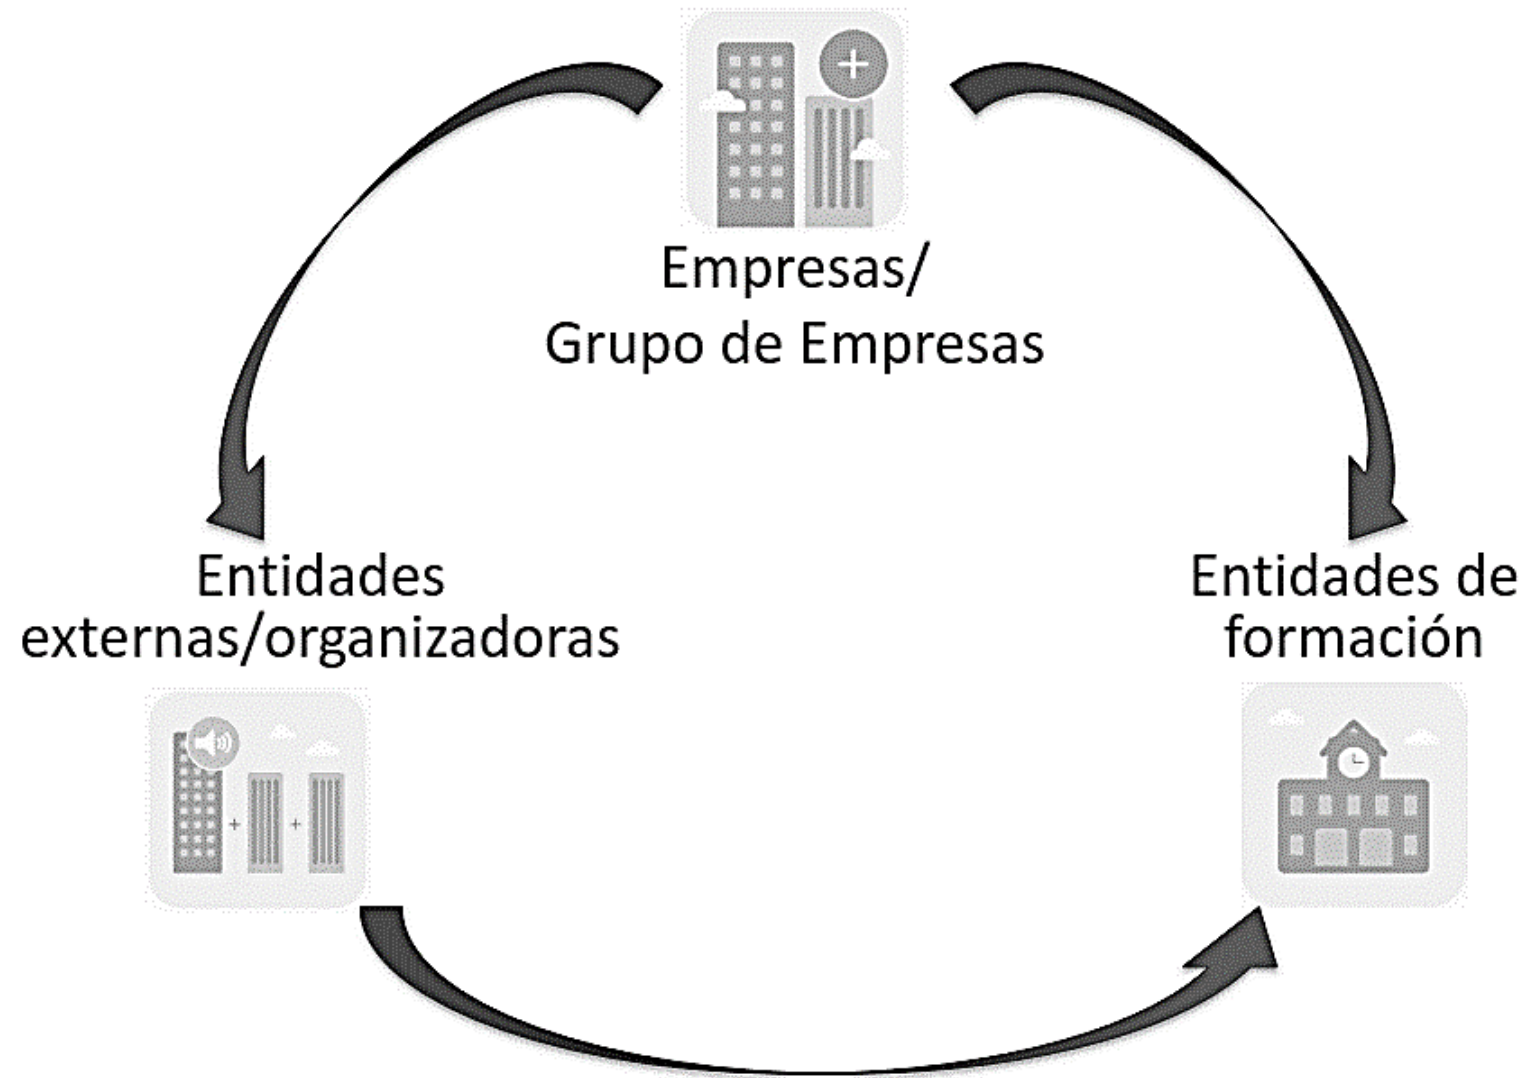 Empresas/
Grupo de Empresas
Entidades
externas/organizadoras
Entidades de
formación